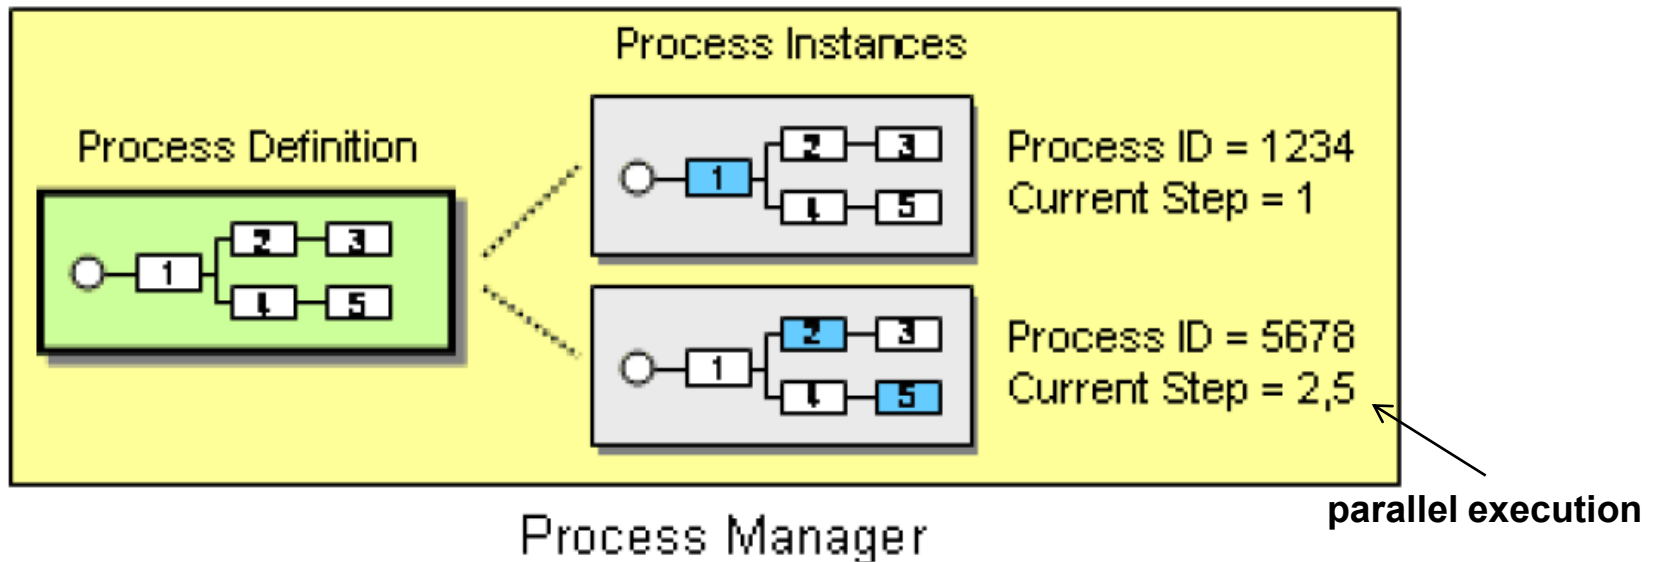 Process Instances
Process Definition
1
2 3
4 5
1
2 3
4 5
Process ID = 1234
Current Step = 1
1
2 3
4 5
Process ID = 5678
Current Step = 2,5
parallel execution
Process Manager